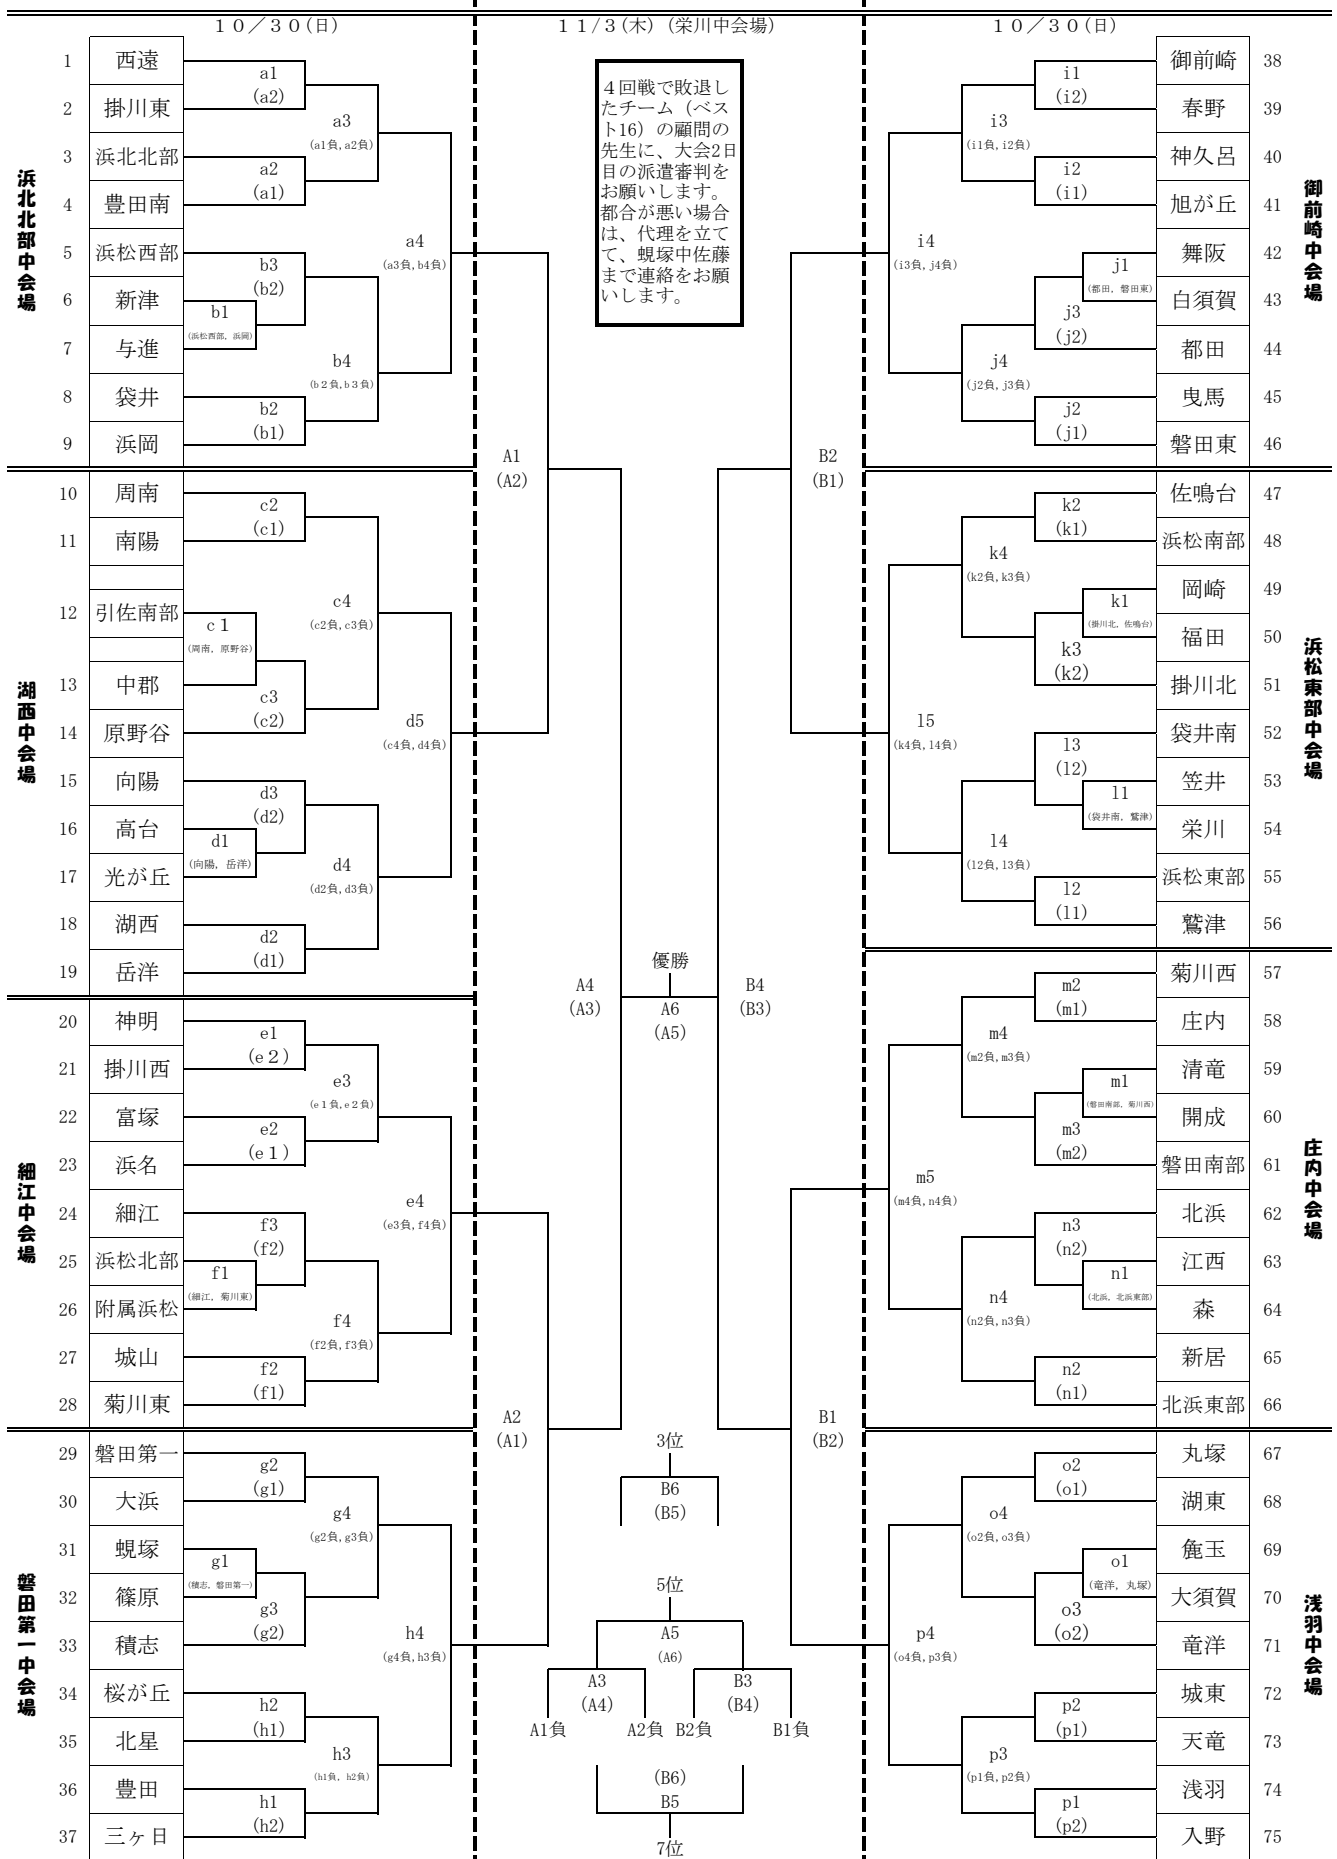 １０／３０(日)
１１/３(木) (栄川中会場)
１０／３０(日)
４回戦で敗退し
たチーム（ベス
ト16）の顧問の
先生に、大会2日
目の派遣審判を
お願いします。
都合が悪い場合
は、代理を立て
て、蜆塚中佐藤
まで連絡をお願
いします。
浜北北部中会場
1 西遠
2 掛川東
3 浜北北部
4 豊田南
5 浜松西部
6 新津
7 与進
8 袋井
9 浜岡
a1
(a2)
a2
(a1)
a3
(a1負, a2負)
b3
(b2)
b1
(浜松西部, 浜岡)
b2
(b1)
b4
(b２負, b３負)
a4
(a3負, b4負)
湖西中会場
10 周南
11 南陽
12 引佐南部
13 中郡
14 原野谷
15 向陽
16 高台
17 光が丘
18 湖西
19 岳洋
c2
(c1)
c１
(周南, 原野谷)
c3
(c2)
c4
(c2負, c3負)
d3
(d2)
d1
(向陽, 岳洋)
d2
(d1)
d4
(d2負, d3負)
d5
(c4負, d4負)
細江中会場
20 神明
21 掛川西
22 富塚
23 浜名
24 細江
25 浜松北部
26 附属浜松
27 城山
28 菊川東
e1
(e２)
e2
(e１)
e3
(e１負, e２負)
f3
(f2)
f1
(細江, 菊川東)
f2
(f1)
f4
(f2負, f3負)
e4
(e3負, f4負)
磐田第一中会場
29 磐田第一
30 大浜
31 蜆塚
32 篠原
33 積志
34 桜が丘
35 北星
36 豊田
37 三ヶ日
g2
(g1)
g1
(積志, 磐田第一)
g3
(g2)
g4
(g2負, g3負)
h2
(h1)
h1
(h2)
h3
(h1負, h2負)
h4
(g4負, h3負)
A1
(A2)
A2
(A1)
A4
(A3)
優勝
A6
(A5)
B4
(B3)
B2
(B1)
B1
(B2)
3位
B6
(B5)
5位
A5
(A6)
A3
(A4)
B3
(B4)
A1負
A2負
B2負
B1負
(B6)
B5
7位
御前崎中会場
御前崎 38
春野 39
神久呂 40
旭が丘 41
舞阪 42
白須賀 43
都田 44
曳馬 45
磐田東 46
i1
(i2)
i2
(i1)
i3
(i1負, i2負)
j1
(都田, 磐田東)
j3
(j2)
j2
(j1)
j4
(j2負, j3負)
i4
(i3負, j4負)
浜松東部中会場
佐鳴台 47
浜松南部 48
岡崎 49
福田 50
掛川北 51
袋井南 52
笠井 53
栄川 54
浜松東部 55
鷲津 56
k2
(k1)
k1
(掛川北, 佐鳴台)
k3
(k2)
k4
(k2負, k3負)
l3
(l2)
l1
(袋井南, 鷲津)
l2
(l1)
l4
(l2負, l3負)
l5
(k4負, l4負)
庄内中会場
菊川西 57
庄内 58
清竜 59
開成 60
磐田南部 61
北浜 62
江西 63
森 64
新居 65
北浜東部 66
m2
(m1)
m1
(磐田南部, 菊川西)
m3
(m2)
m4
(m2負, m3負)
n3
(n2)
n1
(北浜, 北浜東部)
n2
(n1)
n4
(n2負, n3負)
m5
(m4負, n4負)
浅羽中会場
丸塚 67
湖東 68
麁玉 69
大須賀 70
竜洋 71
城東 72
天竜 73
浅羽 74
入野 75
o2
(o1)
o1
(竜洋, 丸塚)
o3
(o2)
o4
(o2負, o3負)
p2
(p1)
p1
(p2)
p3
(p1負, p2負)
p4
(o4負, p3負)